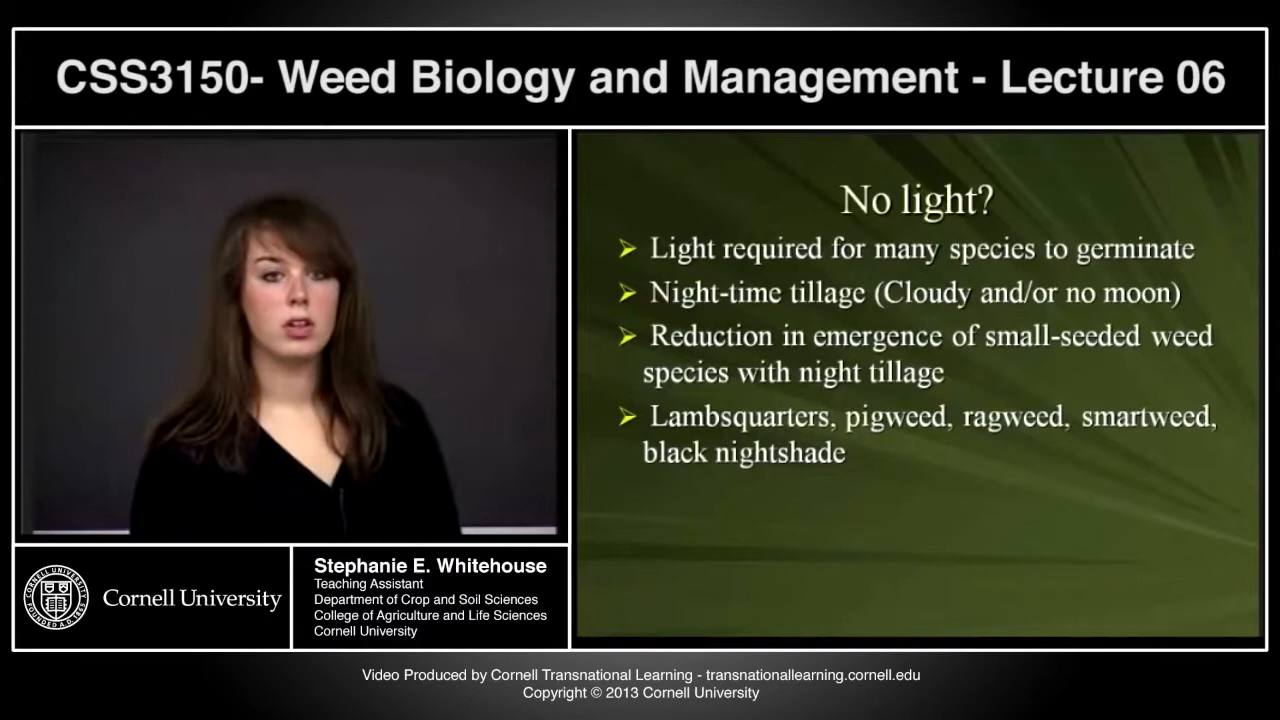 CSS3150- Weed Biology and Management - Lecture 06
No light?
Light required for many species to germinate
Night-time tillage (Cloudy and/or no moon)
Reduction in emergence of small-seeded weed
species with night tillage
Lambsquarters, pigweed, ragweed, smartweed,
black nightshade
CORNELL UNIVERSITY
FOUNDED A.D.
Cornell University
Stephanie E. Whitehouse
Teaching Assistant
Department of Crop and Soil Sciences
College of Agriculture and Life Sciences
Cornell University
Video Produced by Cornell Transnational Learning - transnationallearning.cornell.edu
Copyright © 2013 Cornell University